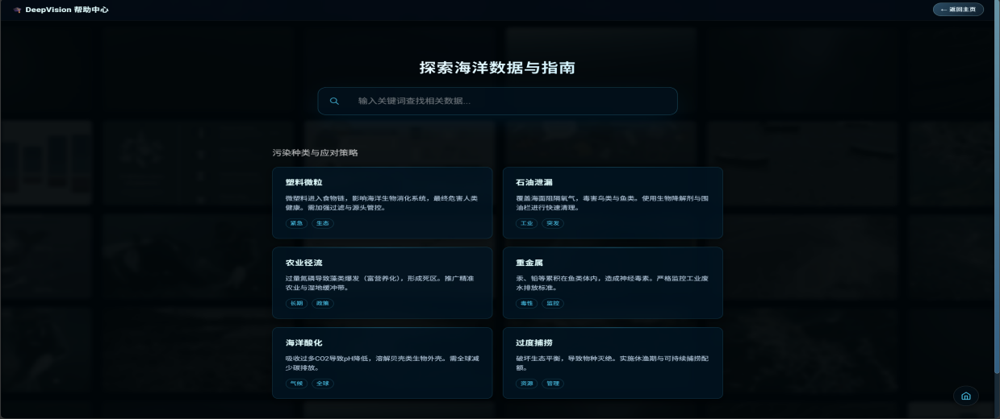 DeepVision 帮助中心
← 返回主页
探索海洋数据与指南
输入关键词查找相关数据...
污染种类与应对策略
塑料微粒
微塑料进入食物链，影响海洋生物消化系统，最终危害人类
健康。需加强过滤与源头管控。
紧急 生态
石油泄漏
覆盖海面阻隔氧气，毒害鸟类与鱼类。使用生物降解剂与围
油栏进行快速清理。
工业 突发
农业径流
过量氮磷导致藻类爆发（富营养化），形成死区。推广精准
农业与湿地缓冲带。
长期 政策
重金属
汞、铅等累积在鱼类体内，造成神经毒素。严格监控工业废
水排放标准。
毒性 监控
海洋酸化
吸收过多CO2导致pH降低，溶解贝壳类生物外壳。需全球减
少碳排放。
气候 全球
过度捕捞
破坏生态平衡，导致物种灭绝。实施休渔期与可持续捕捞配
额。
资源 管理